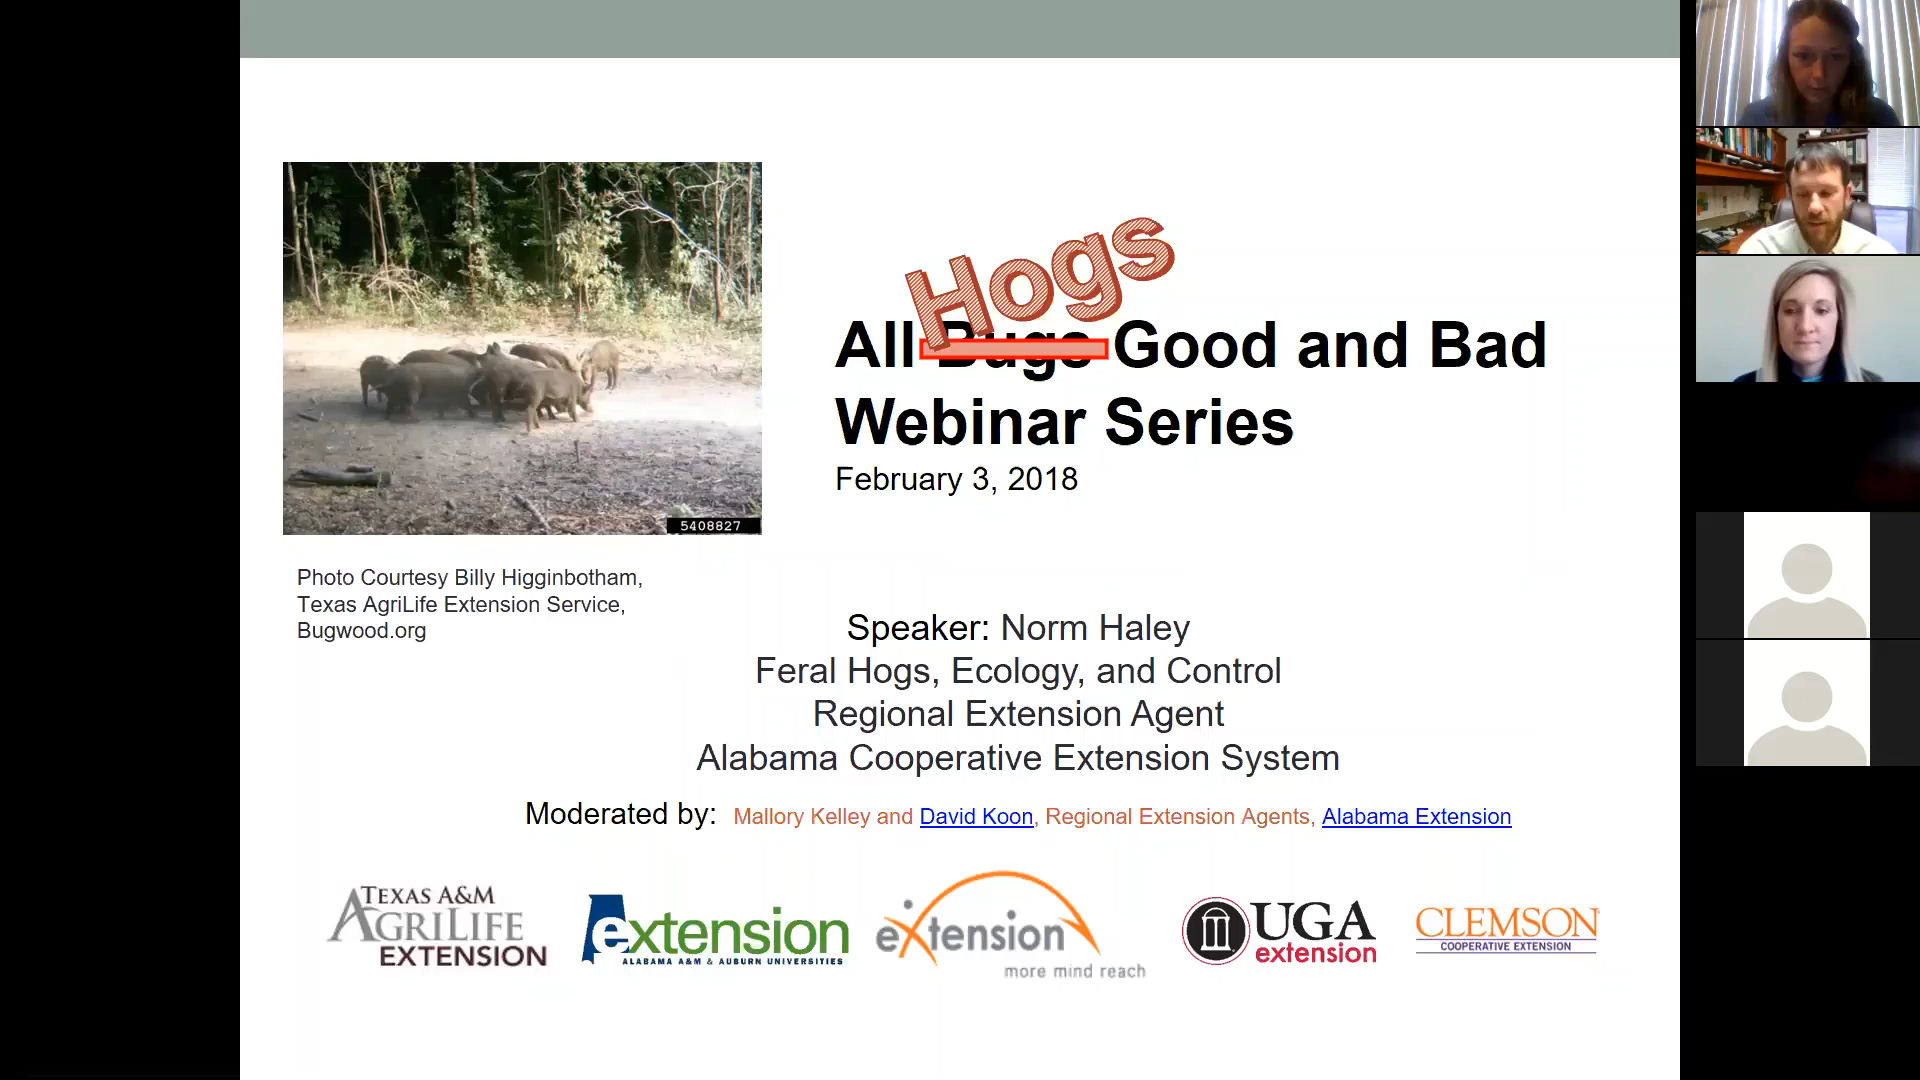 Hogs
All Bugs Good and Bad
Webinar Series
February 3, 2018
5408827
Photo Courtesy Billy Higginbotham,
Texas AgriLife Extension Service,
Bugwood.org
Speaker: Norm Haley
Feral Hogs, Ecology, and Control
Regional Extension Agent
Alabama Cooperative Extension System
Moderated by: Mallory Kelley and David Koon, Regional Extension Agents, Alabama Extension
TEXAS A&M
AGRILIFE
EXTENSION
extension
ALABAMA A&M & AUBURN UNIVERSITIES
eXtension
more mind reach
UGA
extension
CLEMSON
COOPERATIVE EXTENSION